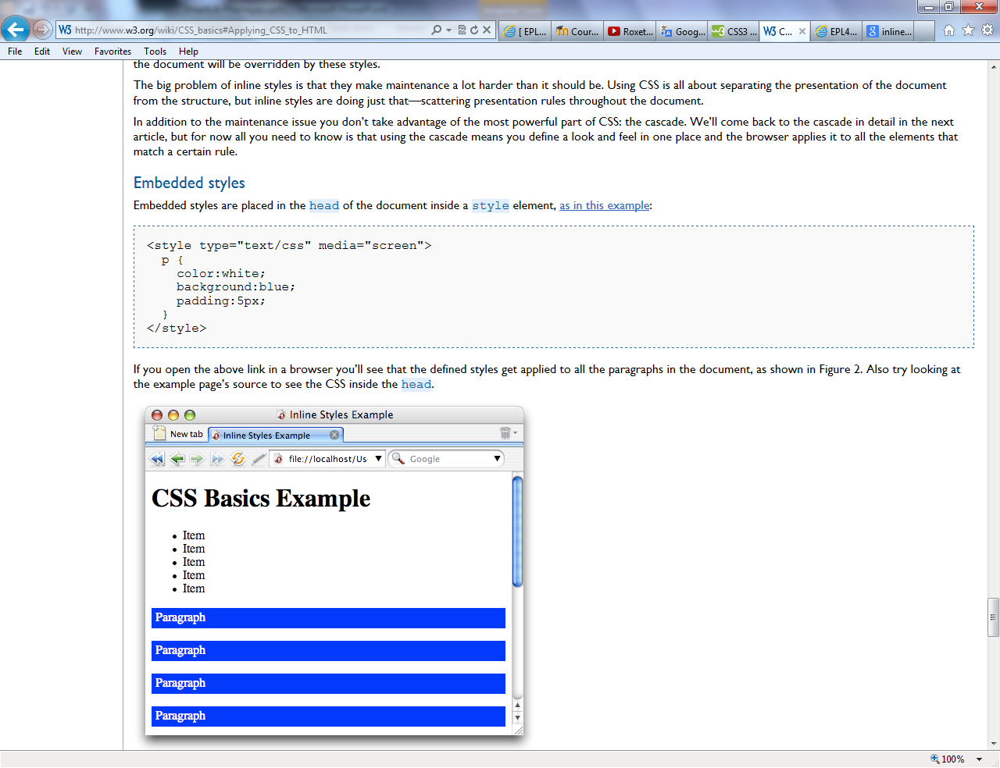 http://www.w3.org/wiki/CSS_basics#Applying_CSS_to_HTML
[ EPL...
Cour...
Roxet...
Goog...
CSS3 ...
C...
EPL4...
inline...
File Edit View Favorites Tools Help
the document will be overridden by these styles.
The big problem of inline styles is that they make maintenance a lot harder than it should be. Using CSS is all about separating the presentation of the document
from the structure, but inline styles are doing just that—scattering presentation rules throughout the document.
In addition to the maintenance issue you don’t take advantage of the most powerful part of CSS: the cascade. We’ll come back to the cascade in detail in the next
article, but for now all you need to know is that using the cascade means you define a look and feel in one place and the browser applies it to all the elements that
match a certain rule.
Embedded styles
Embedded styles are placed in the head of the document inside a style element, as in this example:
<style type="text/css" media="screen">
p {
color:white;
background:blue;
padding:5px;
}
</style>
If you open the above link in a browser you’ll see that the defined styles get applied to all the paragraphs in the document, as shown in Figure 2. Also try looking at
the example page’s source to see the CSS inside the head.
Inline Styles Example
New tab Inline Styles Example
file://localhost/Us Google
CSS Basics Example
• Item
• Item
• Item
• Item
• Item
Paragraph
Paragraph
Paragraph
Paragraph
100%